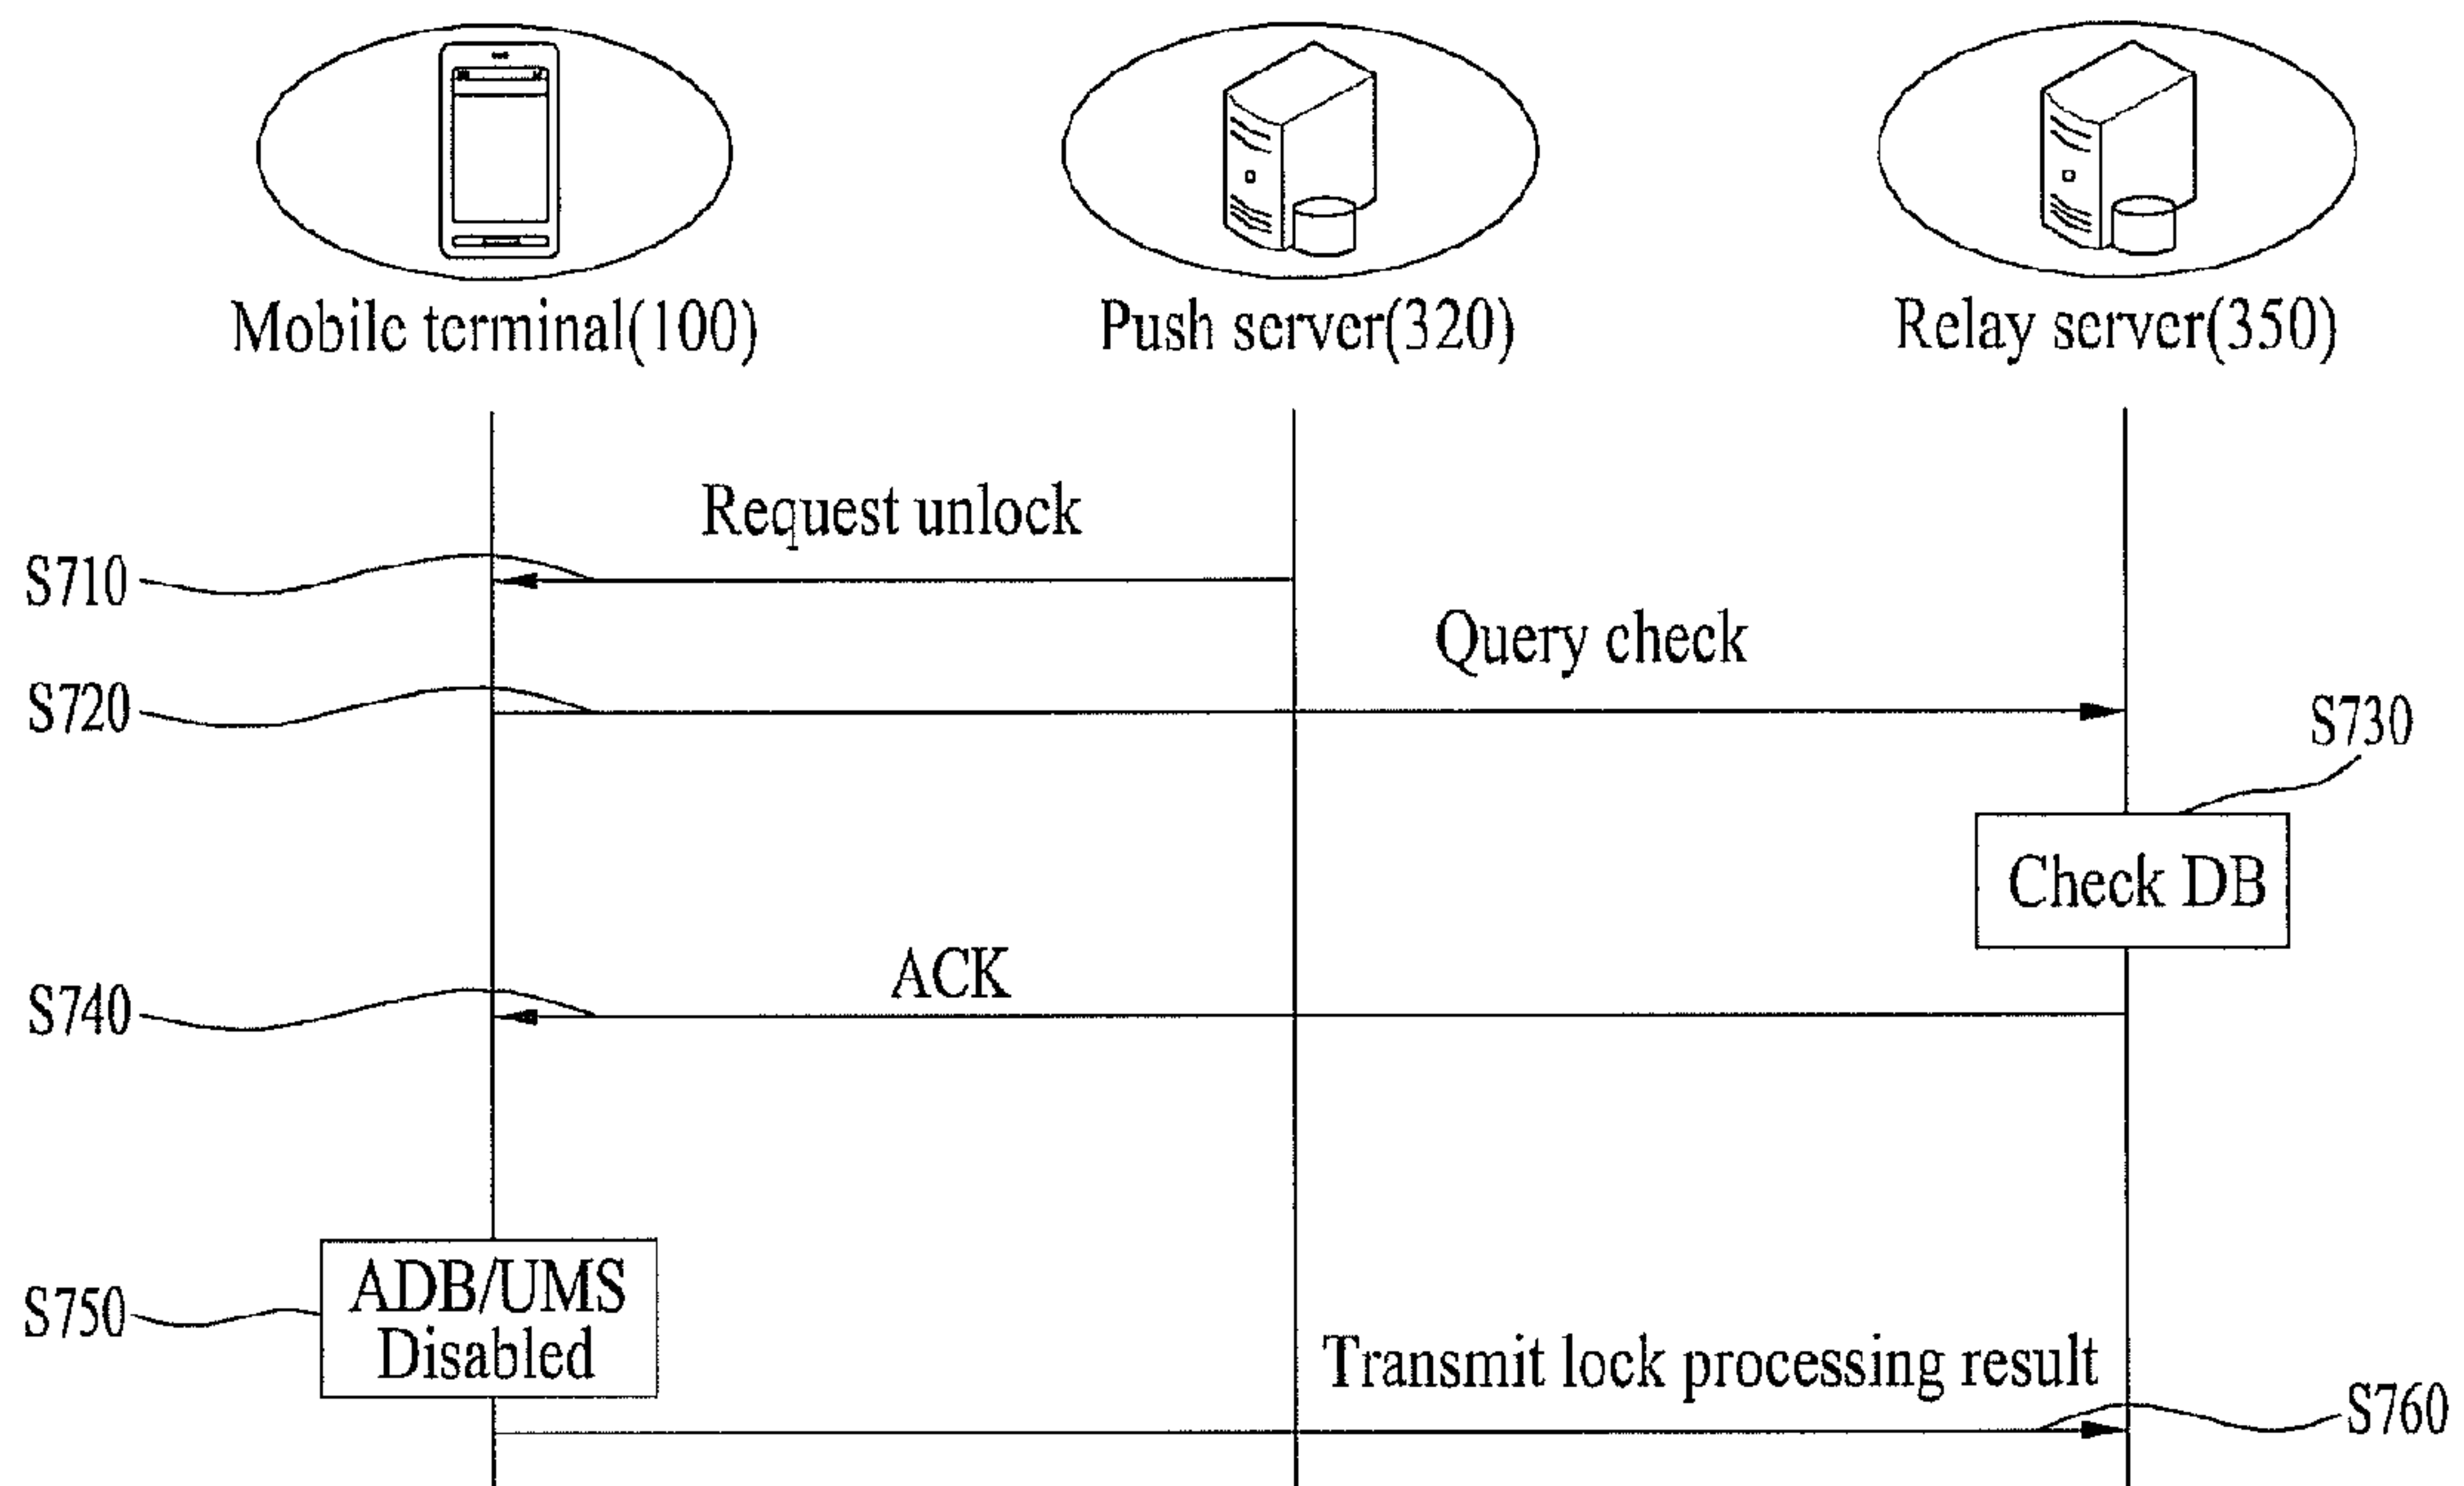 Mobile terminal(100)
Push server(320)
Relay server(350)
Request unlock
S710
Query check
S720
S730
Check DB
ACK
S740
ADB/UMS
Disabled
S750
Transmit lock processing result
S760